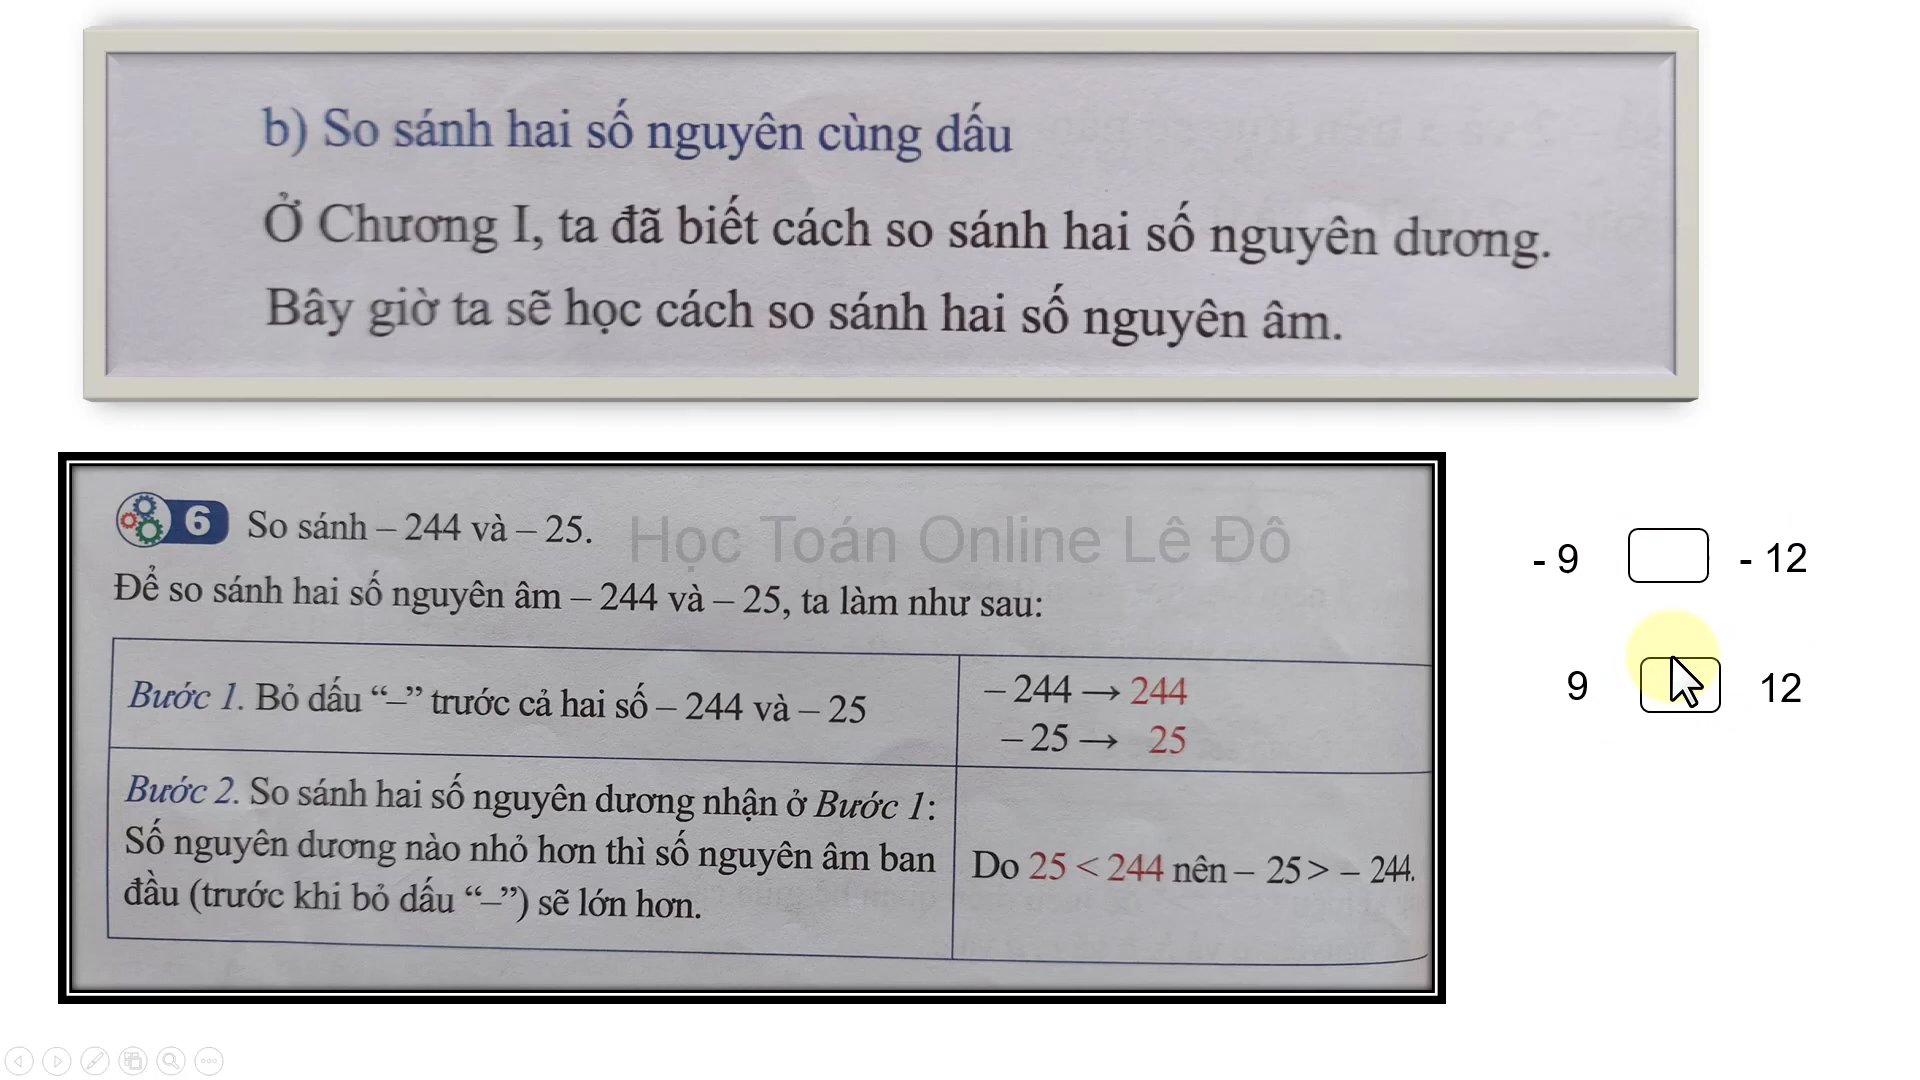 b) So sánh hai số nguyên cùng dấu
Ở Chương I, ta đã biết cách so sánh hai số nguyên dương.
Bây giờ ta sẽ học cách so sánh hai số nguyên âm.
6 So sánh – 244 và – 25.
Học Toán Online Lê Đô
Để so sánh hai số nguyên âm – 244 và – 25, ta làm như sau:
Bước 1. Bỏ dấu “–” trước cả hai số – 244 và – 25
– 244 → 244
– 25 → 25
Bước 2. So sánh hai số nguyên dương nhận ở Bước 1:
Số nguyên dương nào nhỏ hơn thì số nguyên âm ban
đầu (trước khi bỏ dấu “–”) sẽ lớn hơn.
Do 25 < 244 nên – 25 > – 244.
- 9 - 12
9 12